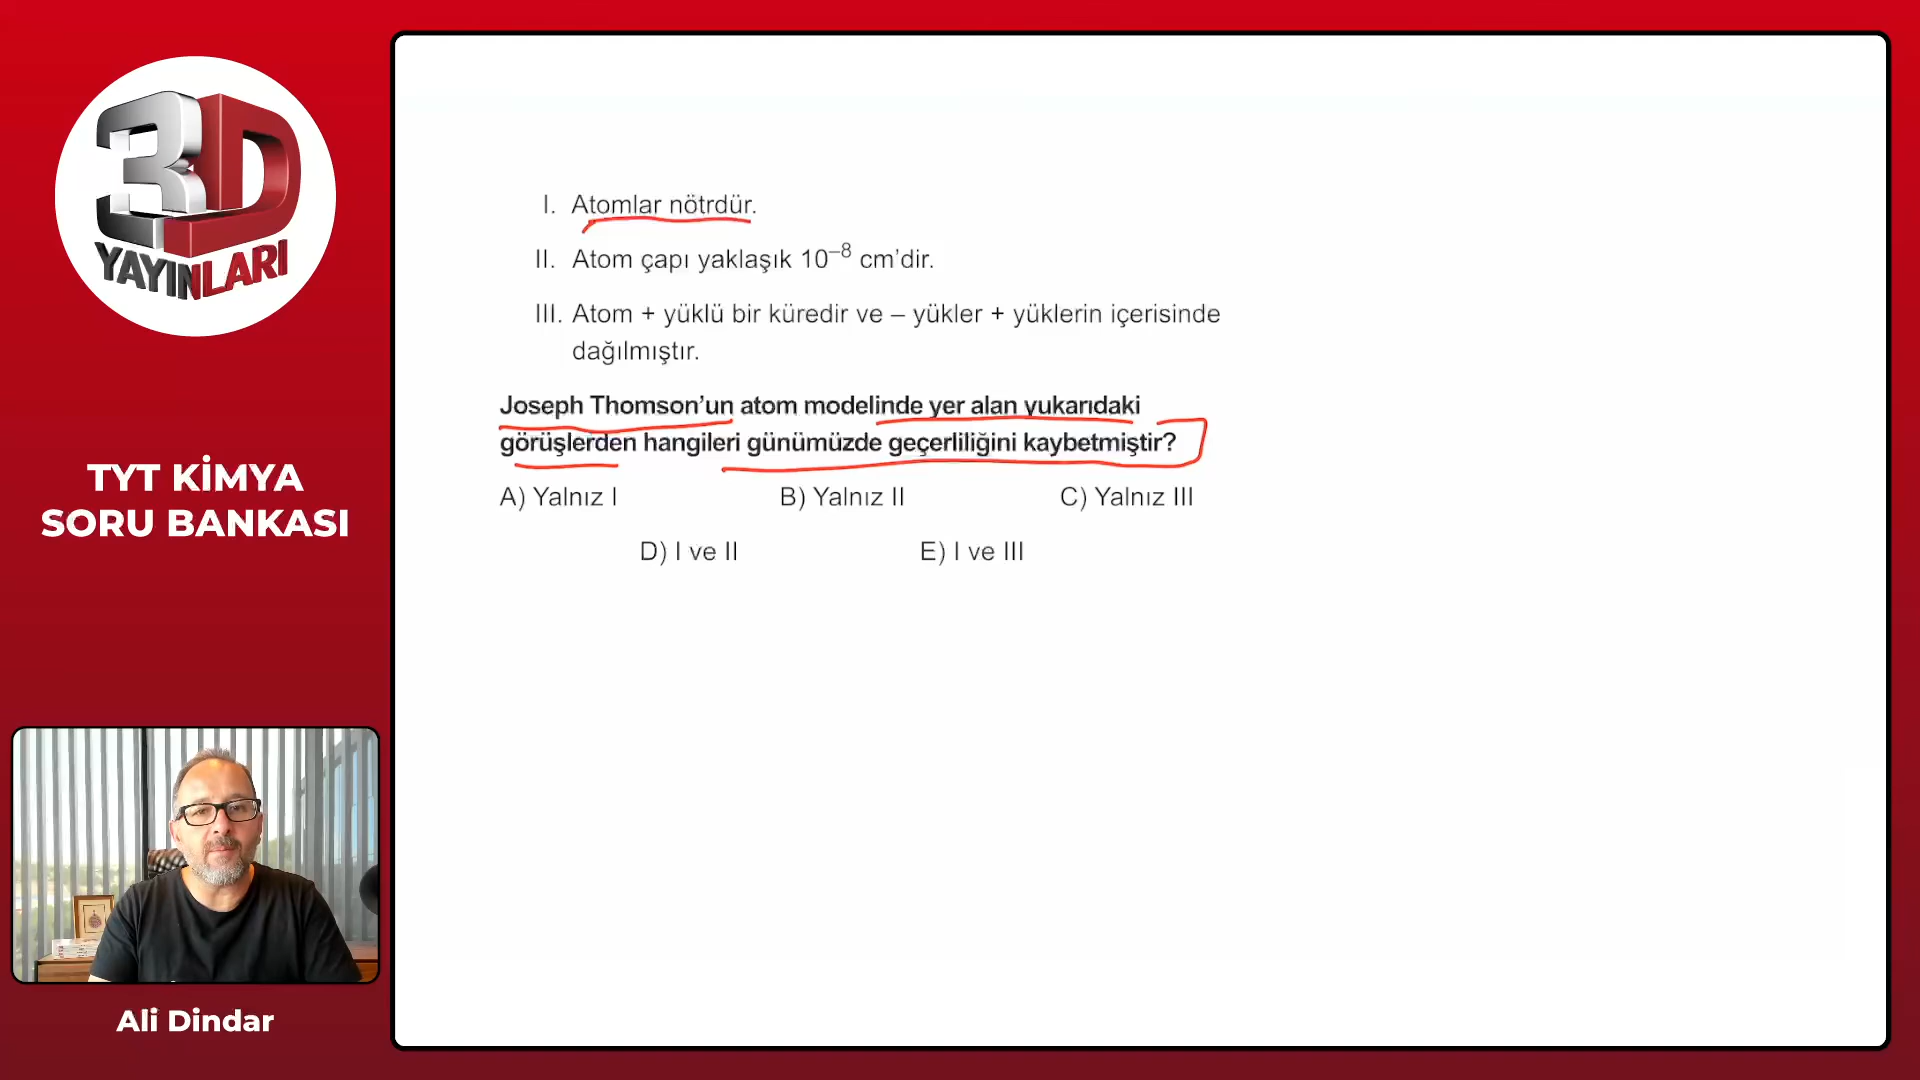 3D
YAYINLARI
TYT KİMYA
SORU BANKASI
Ali Dindar
I. Atomlar nötrdür.
II. Atom çapı yaklaşık 10⁻⁸ cm’dir.
III. Atom + yüklü bir küredir ve – yükler + yüklerin içerisinde
dağılmıştır.
Joseph Thomson’un atom modelinde yer alan yukarıdaki
görüşlerden hangileri günümüzde geçerliliğini kaybetmiştir?
A) Yalnız I B) Yalnız II C) Yalnız III
D) I ve II E) I ve III